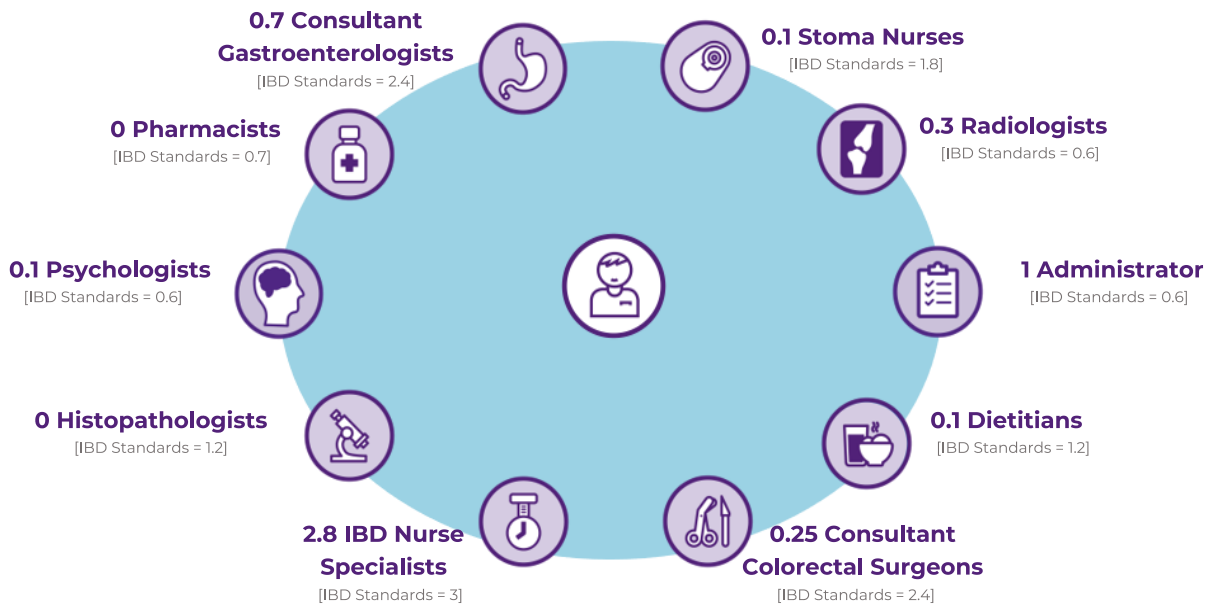 0.7 Consultant
Gastroenterologists
[IBD Standards = 2.4]
0.1 Stoma Nurses
[IBD Standards = 1.8]
0 Pharmacists
[IBD Standards = 0.7]
0.3 Radiologists
[IBD Standards = 0.6]
0.1 Psychologists
[IBD Standards = 0.6]
1 Administrator
[IBD Standards = 0.6]
0 Histopathologists
[IBD Standards = 1.2]
0.1 Dietitians
[IBD Standards = 1.2]
2.8 IBD Nurse
Specialists
[IBD Standards = 3]
0.25 Consultant
Colorectal Surgeons
[IBD Standards = 2.4]